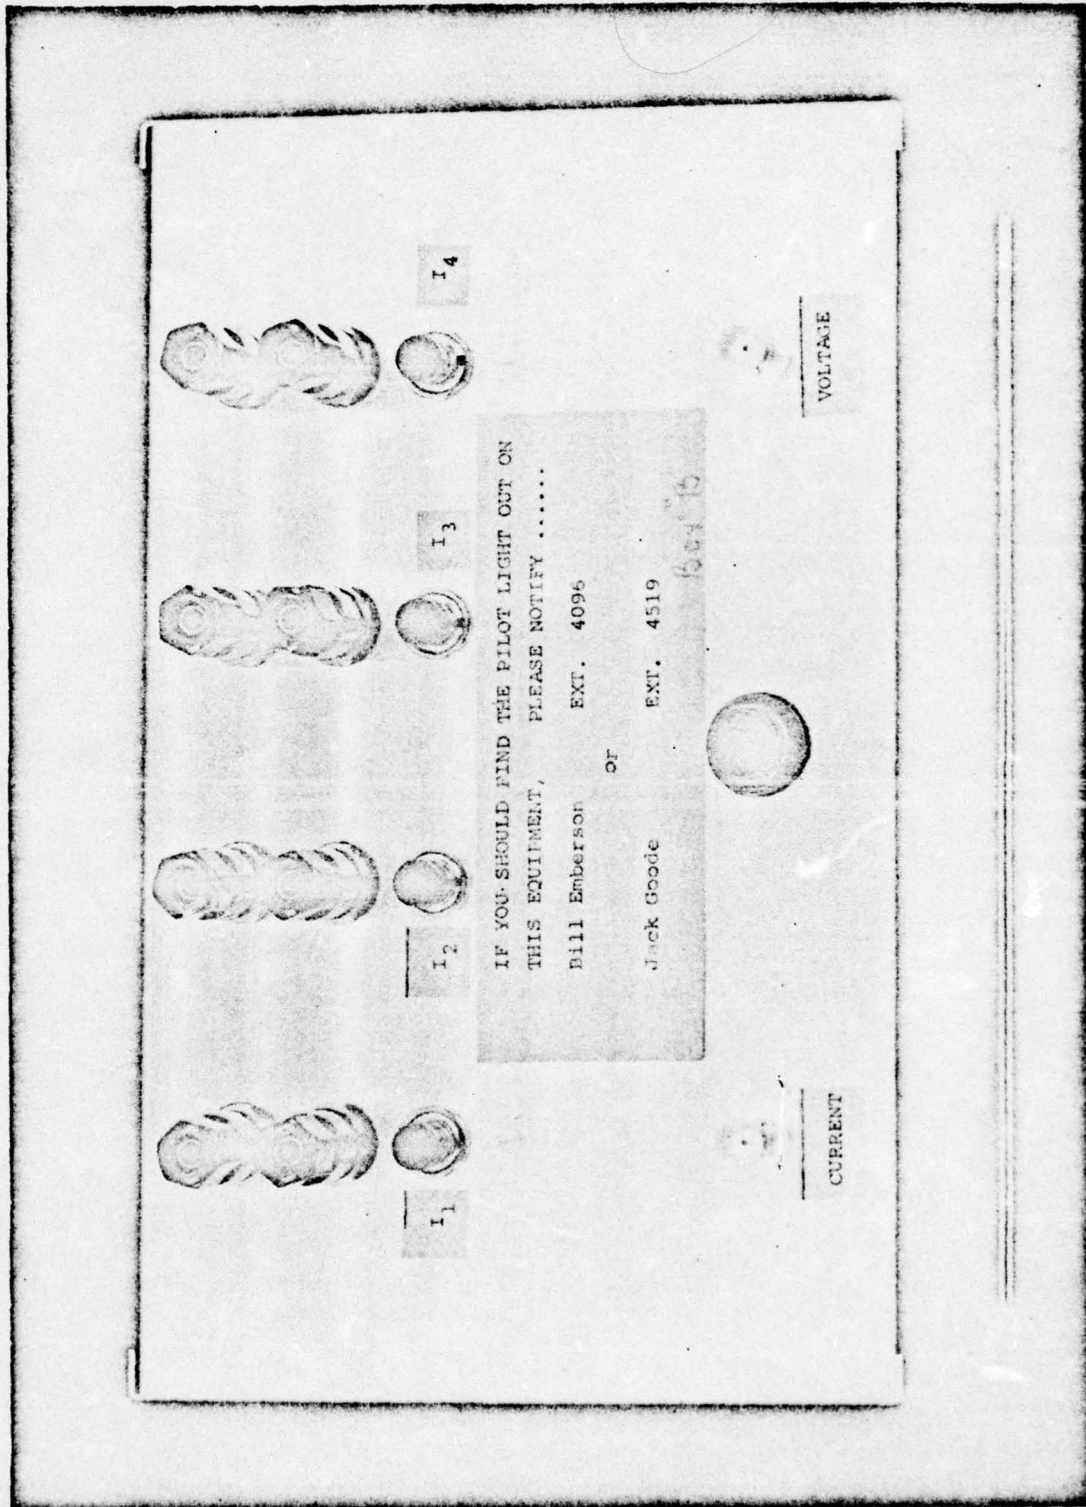 I₁
I₂
I₃
I₄
IF YOU SHOULD FIND THE PILOT LIGHT OUT ON
THIS EQUIPMENT, PLEASE NOTIFY ......
Bill Emberson EXT. 4096
or
Jack Goode EXT. 4519
CURRENT
VOLTAGE